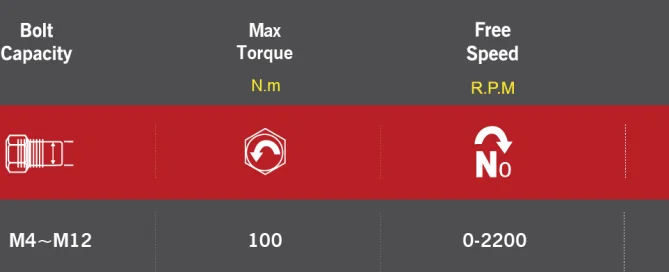 Bolt Capacity
Max Torque
N.m
Free Speed
R.P.M
N0
M4~M12
100
0-2200